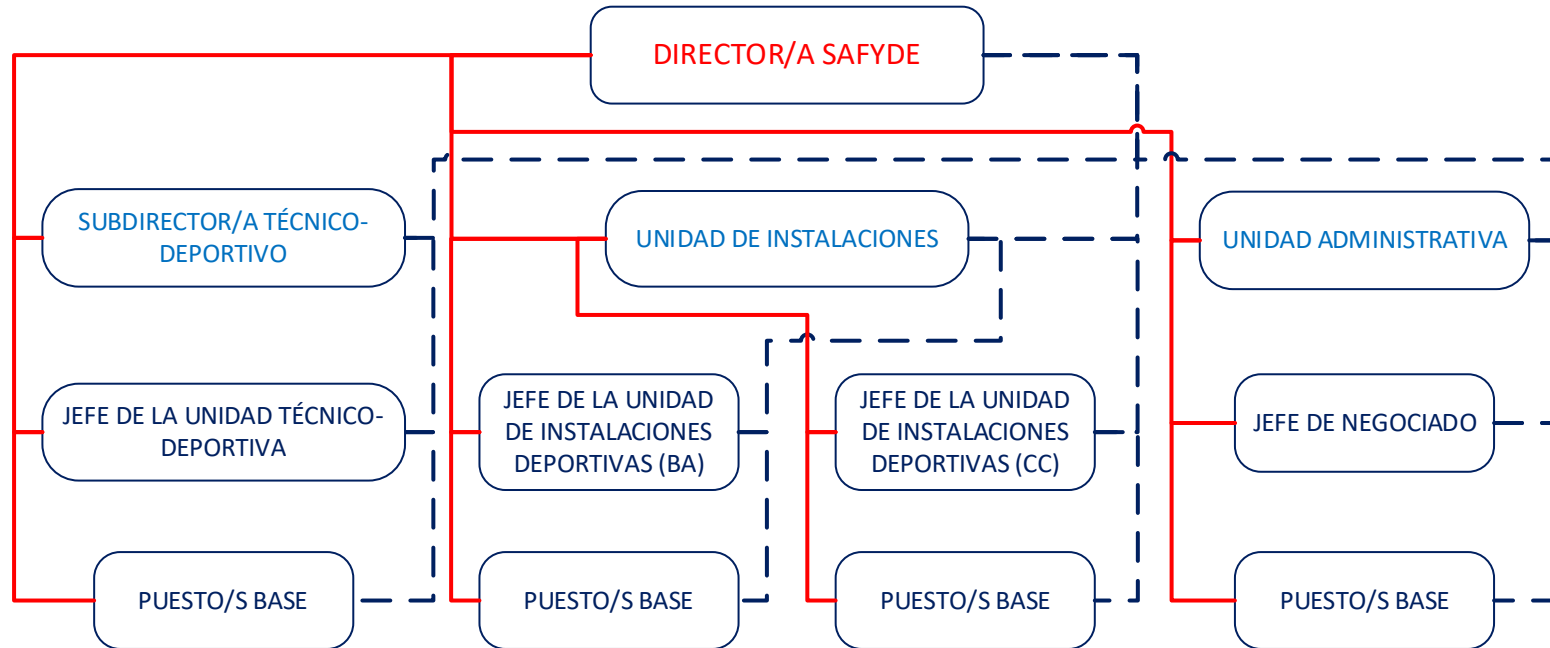 DIRECTOR/A SAFYDE
SUBDIRECTOR/A TÉCNICO-
DEPORTIVO
UNIDAD DE INSTALACIONES
UNIDAD ADMINISTRATIVA
JEFE DE LA UNIDAD TÉCNICO-
DEPORTIVA
JEFE DE LA UNIDAD
DE INSTALACIONES
DEPORTIVAS (BA)
JEFE DE LA UNIDAD
DE INSTALACIONES
DEPORTIVAS (CC)
JEFE DE NEGOCIADO
PUESTO/S BASE
PUESTO/S BASE
PUESTO/S BASE
PUESTO/S BASE